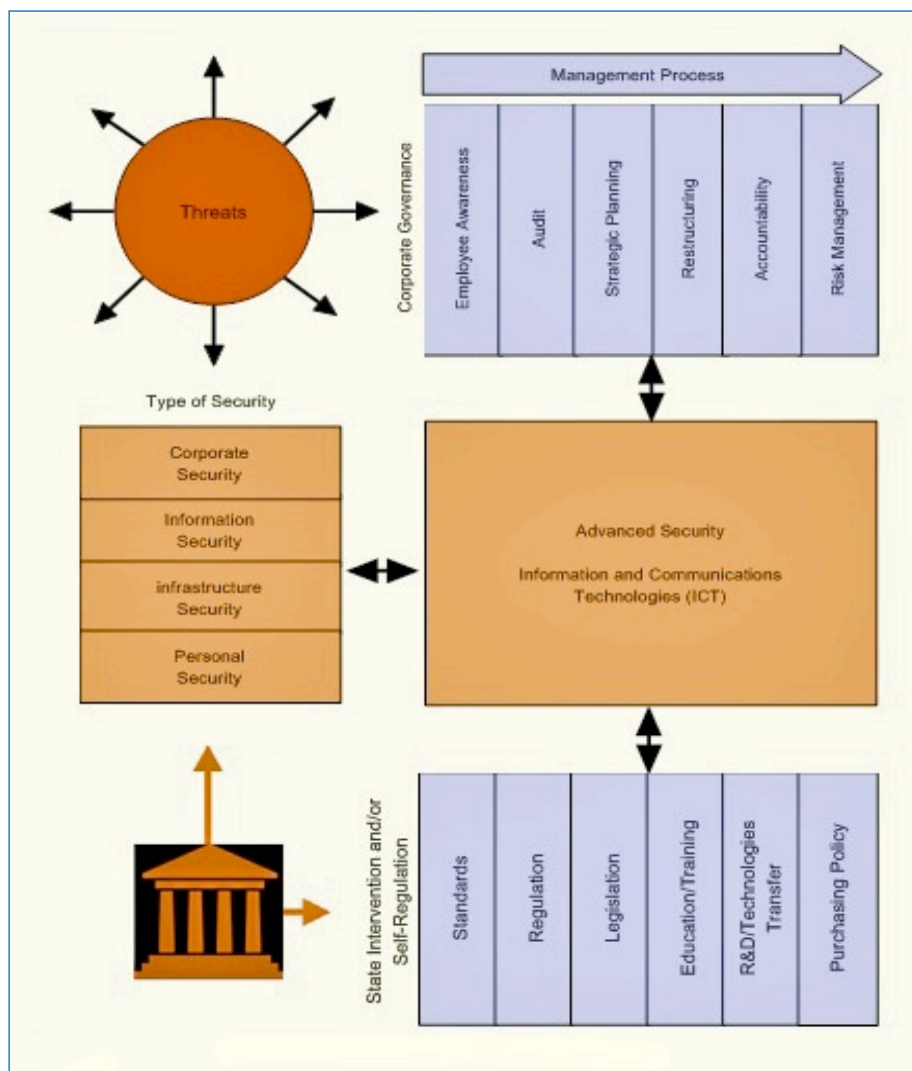 Management Process
Threats
Corporate Governance
Employee Awareness
Audit
Strategic Planning
Restructuring
Accountability
Risk Management
Type of Security
Corporate
Security
Information
Security
infrastructure
Security
Personal
Security
Advanced Security
Information and Communications
Technologies (ICT)
State Intervention and/or
Self-Regulation
Standards
Regulation
Legislation
Education/Training
R&D/Technologies
Transfer
Purchasing Policy